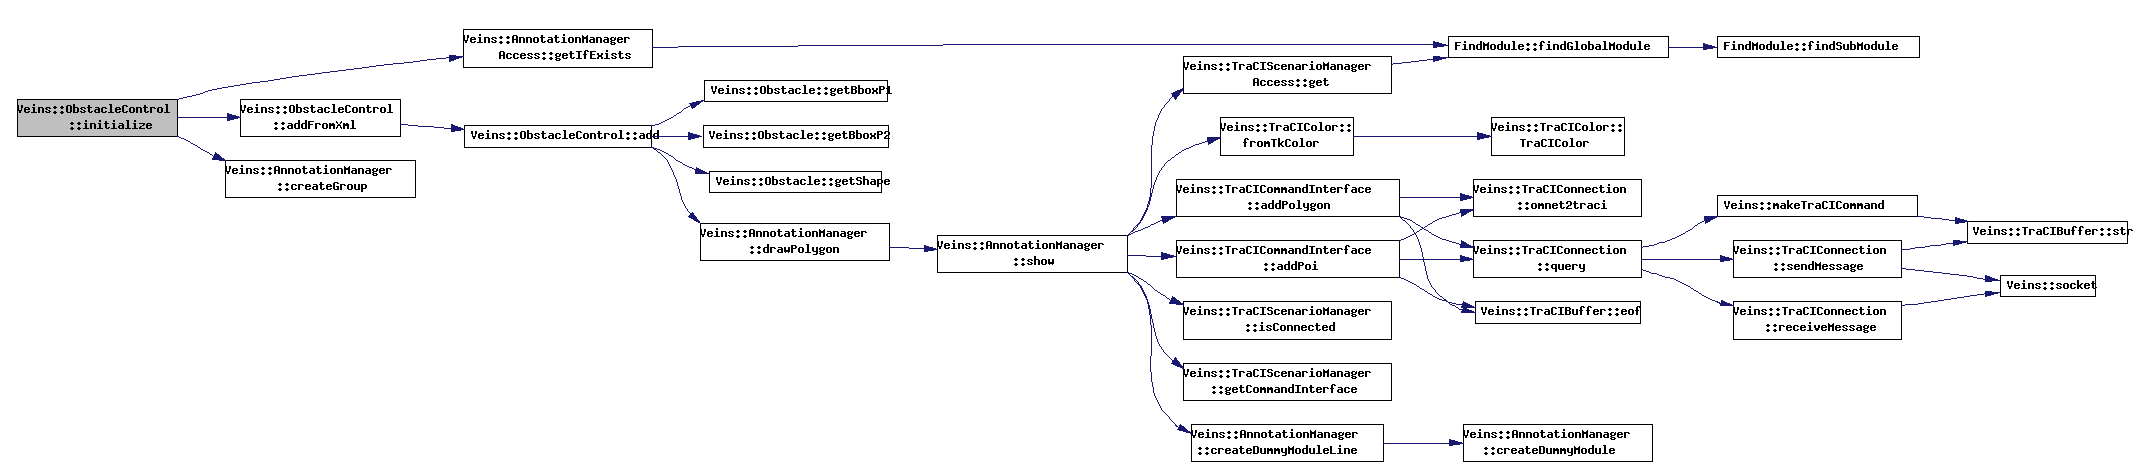 Veins::ObstacleControl
::initialize
Veins::AnnotationManager
Access::getIfExists
Veins::ObstacleControl
::addFromXml
Veins::AnnotationManager
::createGroup
Veins::ObstacleControl::add
Veins::Obstacle::getBboxP1
Veins::Obstacle::getBboxP2
Veins::Obstacle::getShape
Veins::AnnotationManager
::drawPolygon
Veins::AnnotationManager
::show
Veins::TraCIScenarioManager
Access::get
Veins::TraCIColor::
fromTkColor
Veins::TraCICommandInterface
::addPolygon
Veins::TraCICommandInterface
::addPoi
Veins::TraCIScenarioManager
::isConnected
Veins::TraCIScenarioManager
::getCommandInterface
Veins::AnnotationManager
::createDummyModuleLine
FindModule::findGlobalModule
FindModule::findSubModule
Veins::TraCIColor::
TraCIColor
Veins::TraCIConnection
::omnet2traci
Veins::TraCIConnection
::query
Veins::TraCIBuffer::eof
Veins::AnnotationManager
::createDummyModule
Veins::makeTraCICommand
Veins::TraCIConnection
::sendMessage
Veins::TraCIConnection
::receiveMessage
Veins::TraCIBuffer::str
Veins::socket